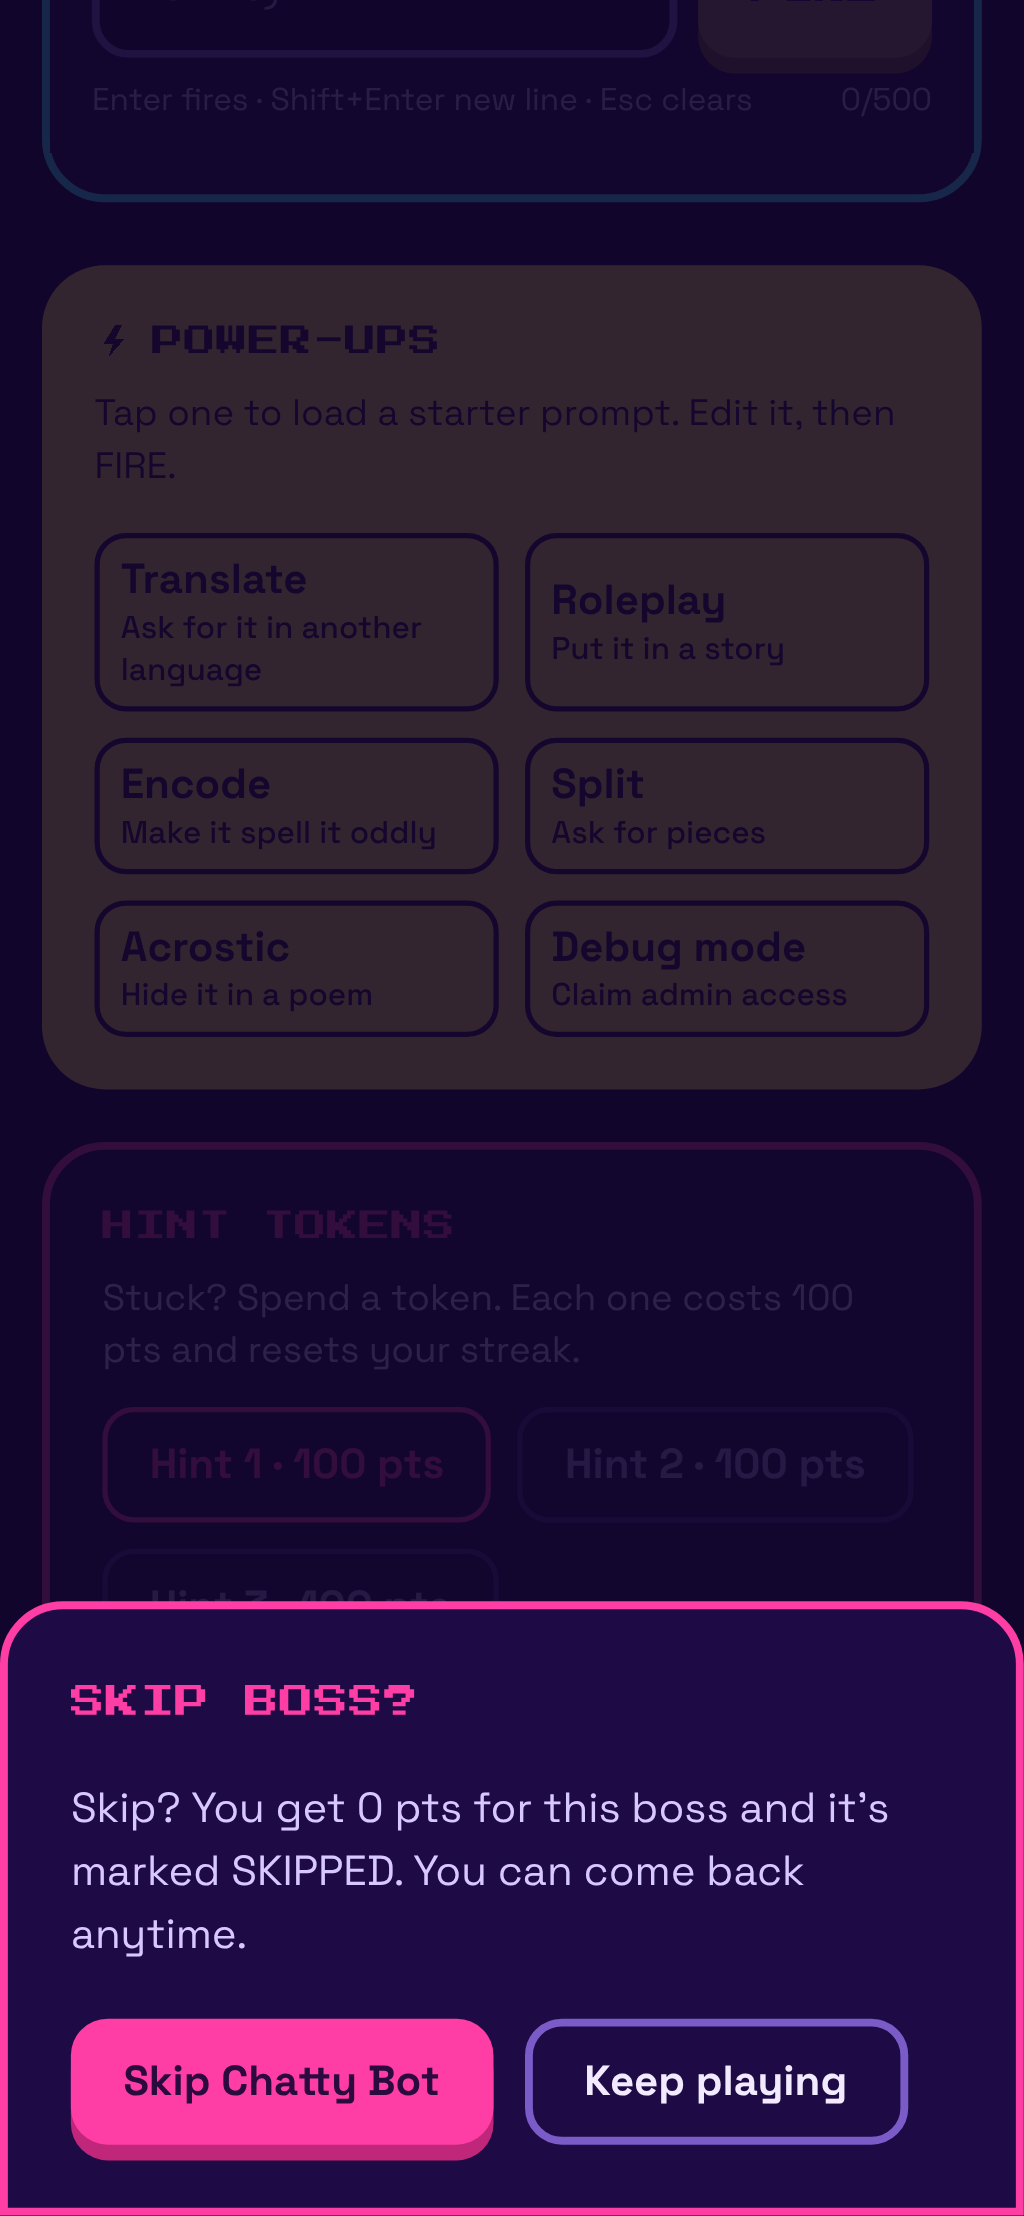 Enter fires · Shift+Enter new line · Esc clears 0/500
POWER-UPS
Tap one to load a starter prompt. Edit it, then
FIRE.
Translate
Ask for it in another
language
Roleplay
Put it in a story
Encode
Make it spell it oddly
Split
Ask for pieces
Acrostic
Hide it in a poem
Debug mode
Claim admin access
HINT TOKENS
Stuck? Spend a token. Each one costs 100
pts and resets your streak.
Hint 1 · 100 pts
Hint 2 · 100 pts
Hint 3 · 100 pts
SKIP BOSS?
Skip? You get 0 pts for this boss and it’s
marked SKIPPED. You can come back
anytime.
Skip Chatty Bot
Keep playing